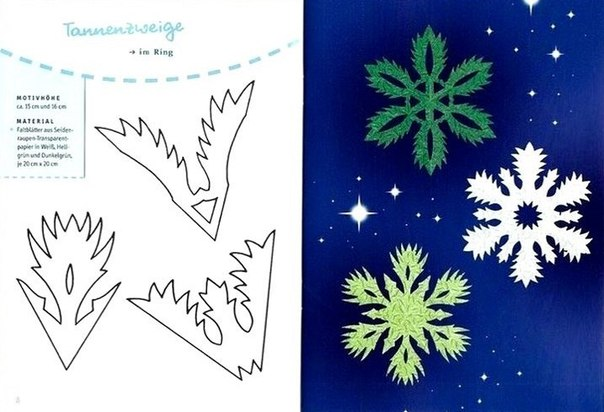 Tannenzweige
→ im Ring
MOTIVHÖHE
ca. 15 cm und 16 cm
MATERIAL
Faltblätter aus Seiden-
raupen-Transparent-
papier in Weiß, Hell-
grün und Dunkelgrün,
je 20 cm x 20 cm